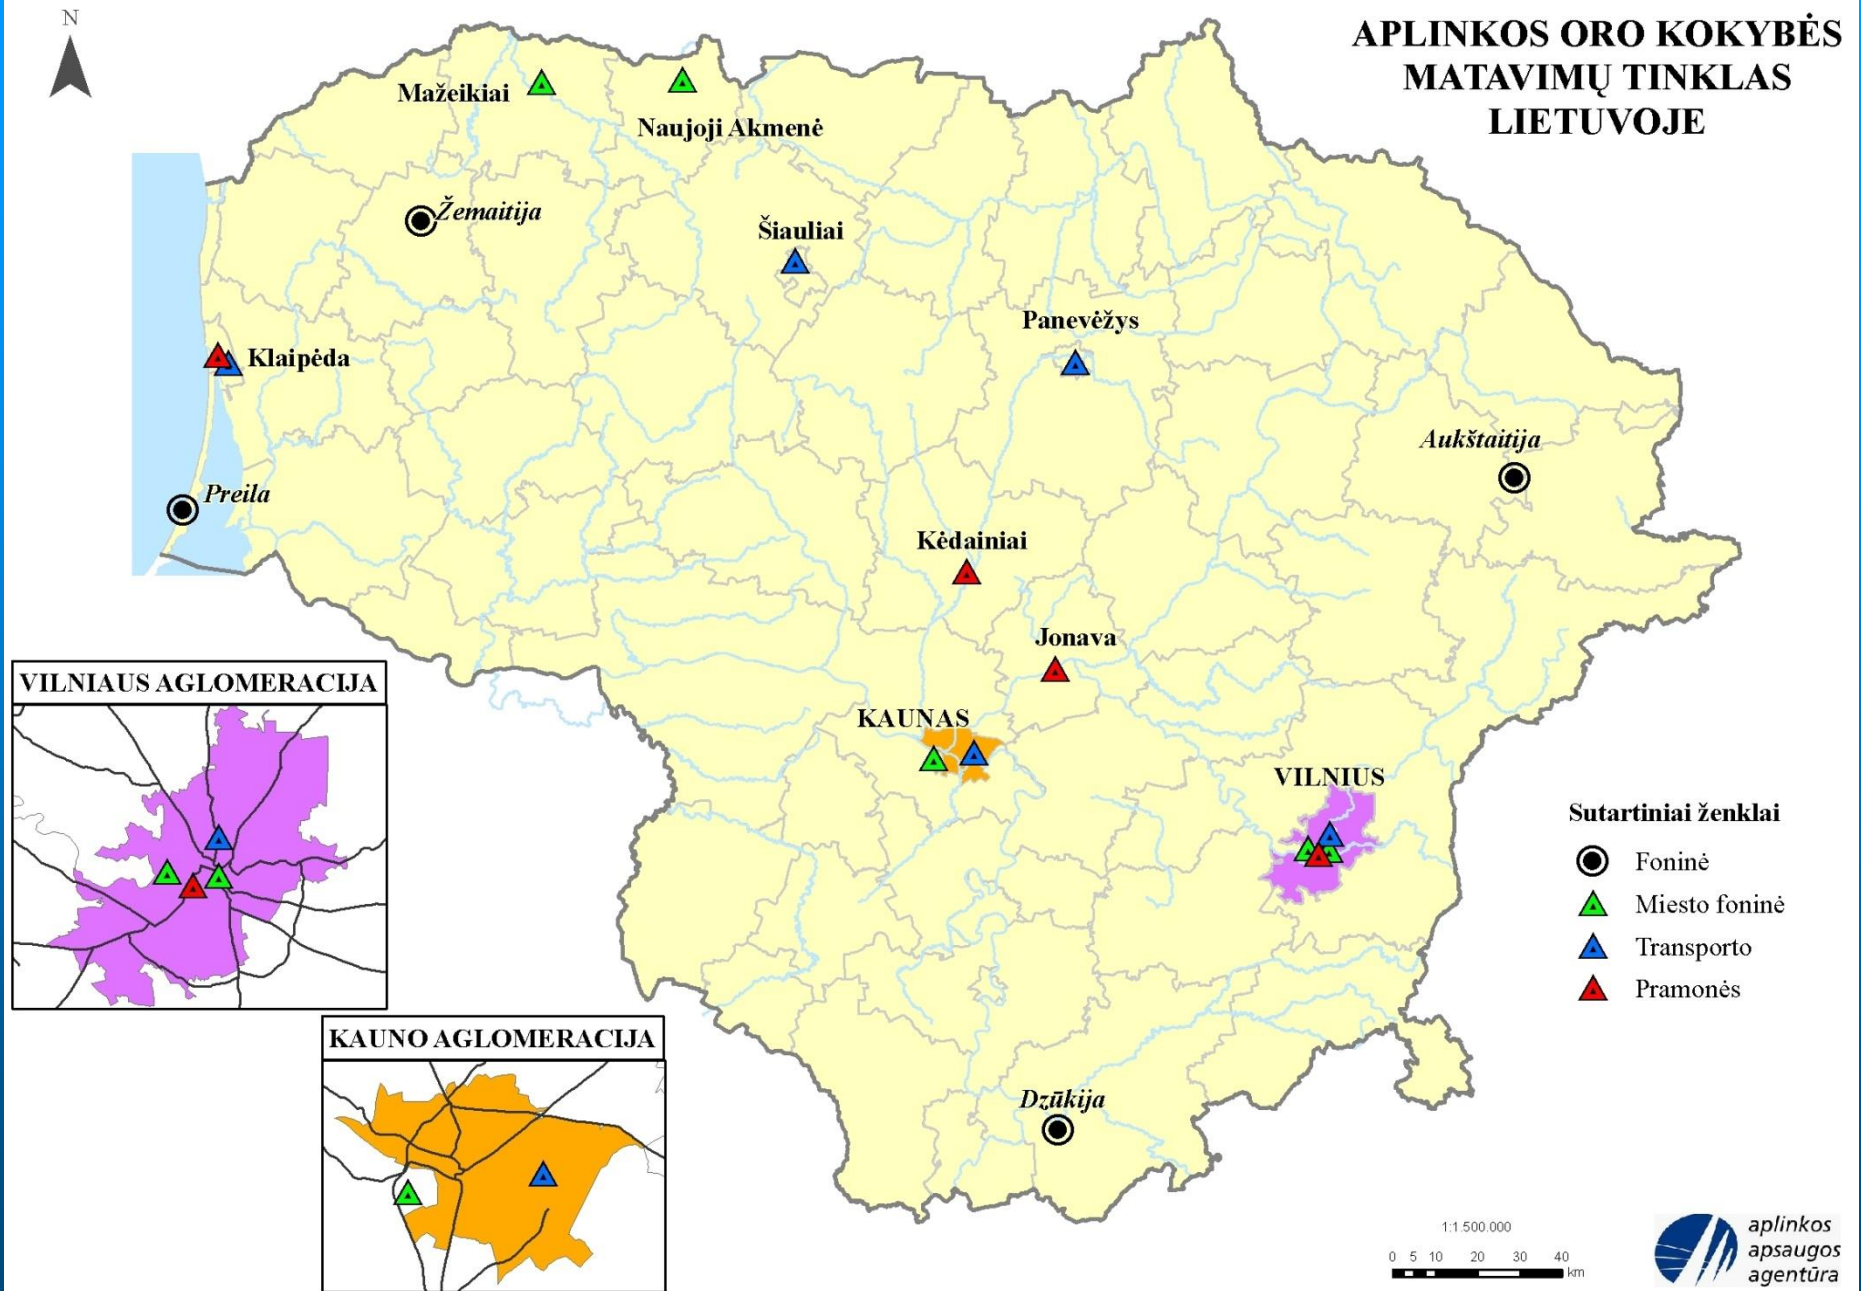 N
APLINKOS ORO KOKYBĖS
MATAVIMŲ TINKLAS
LIETUVOJE
Mažeikiai
Naujoji Akmenė
Žemaitija
Šiauliai
Panevėžys
Klaipėda
Aukštaitija
Preila
Kėdainiai
Jonava
VILNIAUS AGLOMERACIJA
KAUNAS
VILNIUS
Sutartiniai ženklai
Foninė
Miesto foninė
Transporto
Pramonės
KAUNO AGLOMERACIJA
Dzūkija
1:1 500.000
0 5 10 20 30 40
km
aplinkos
apsaugos
agentūra